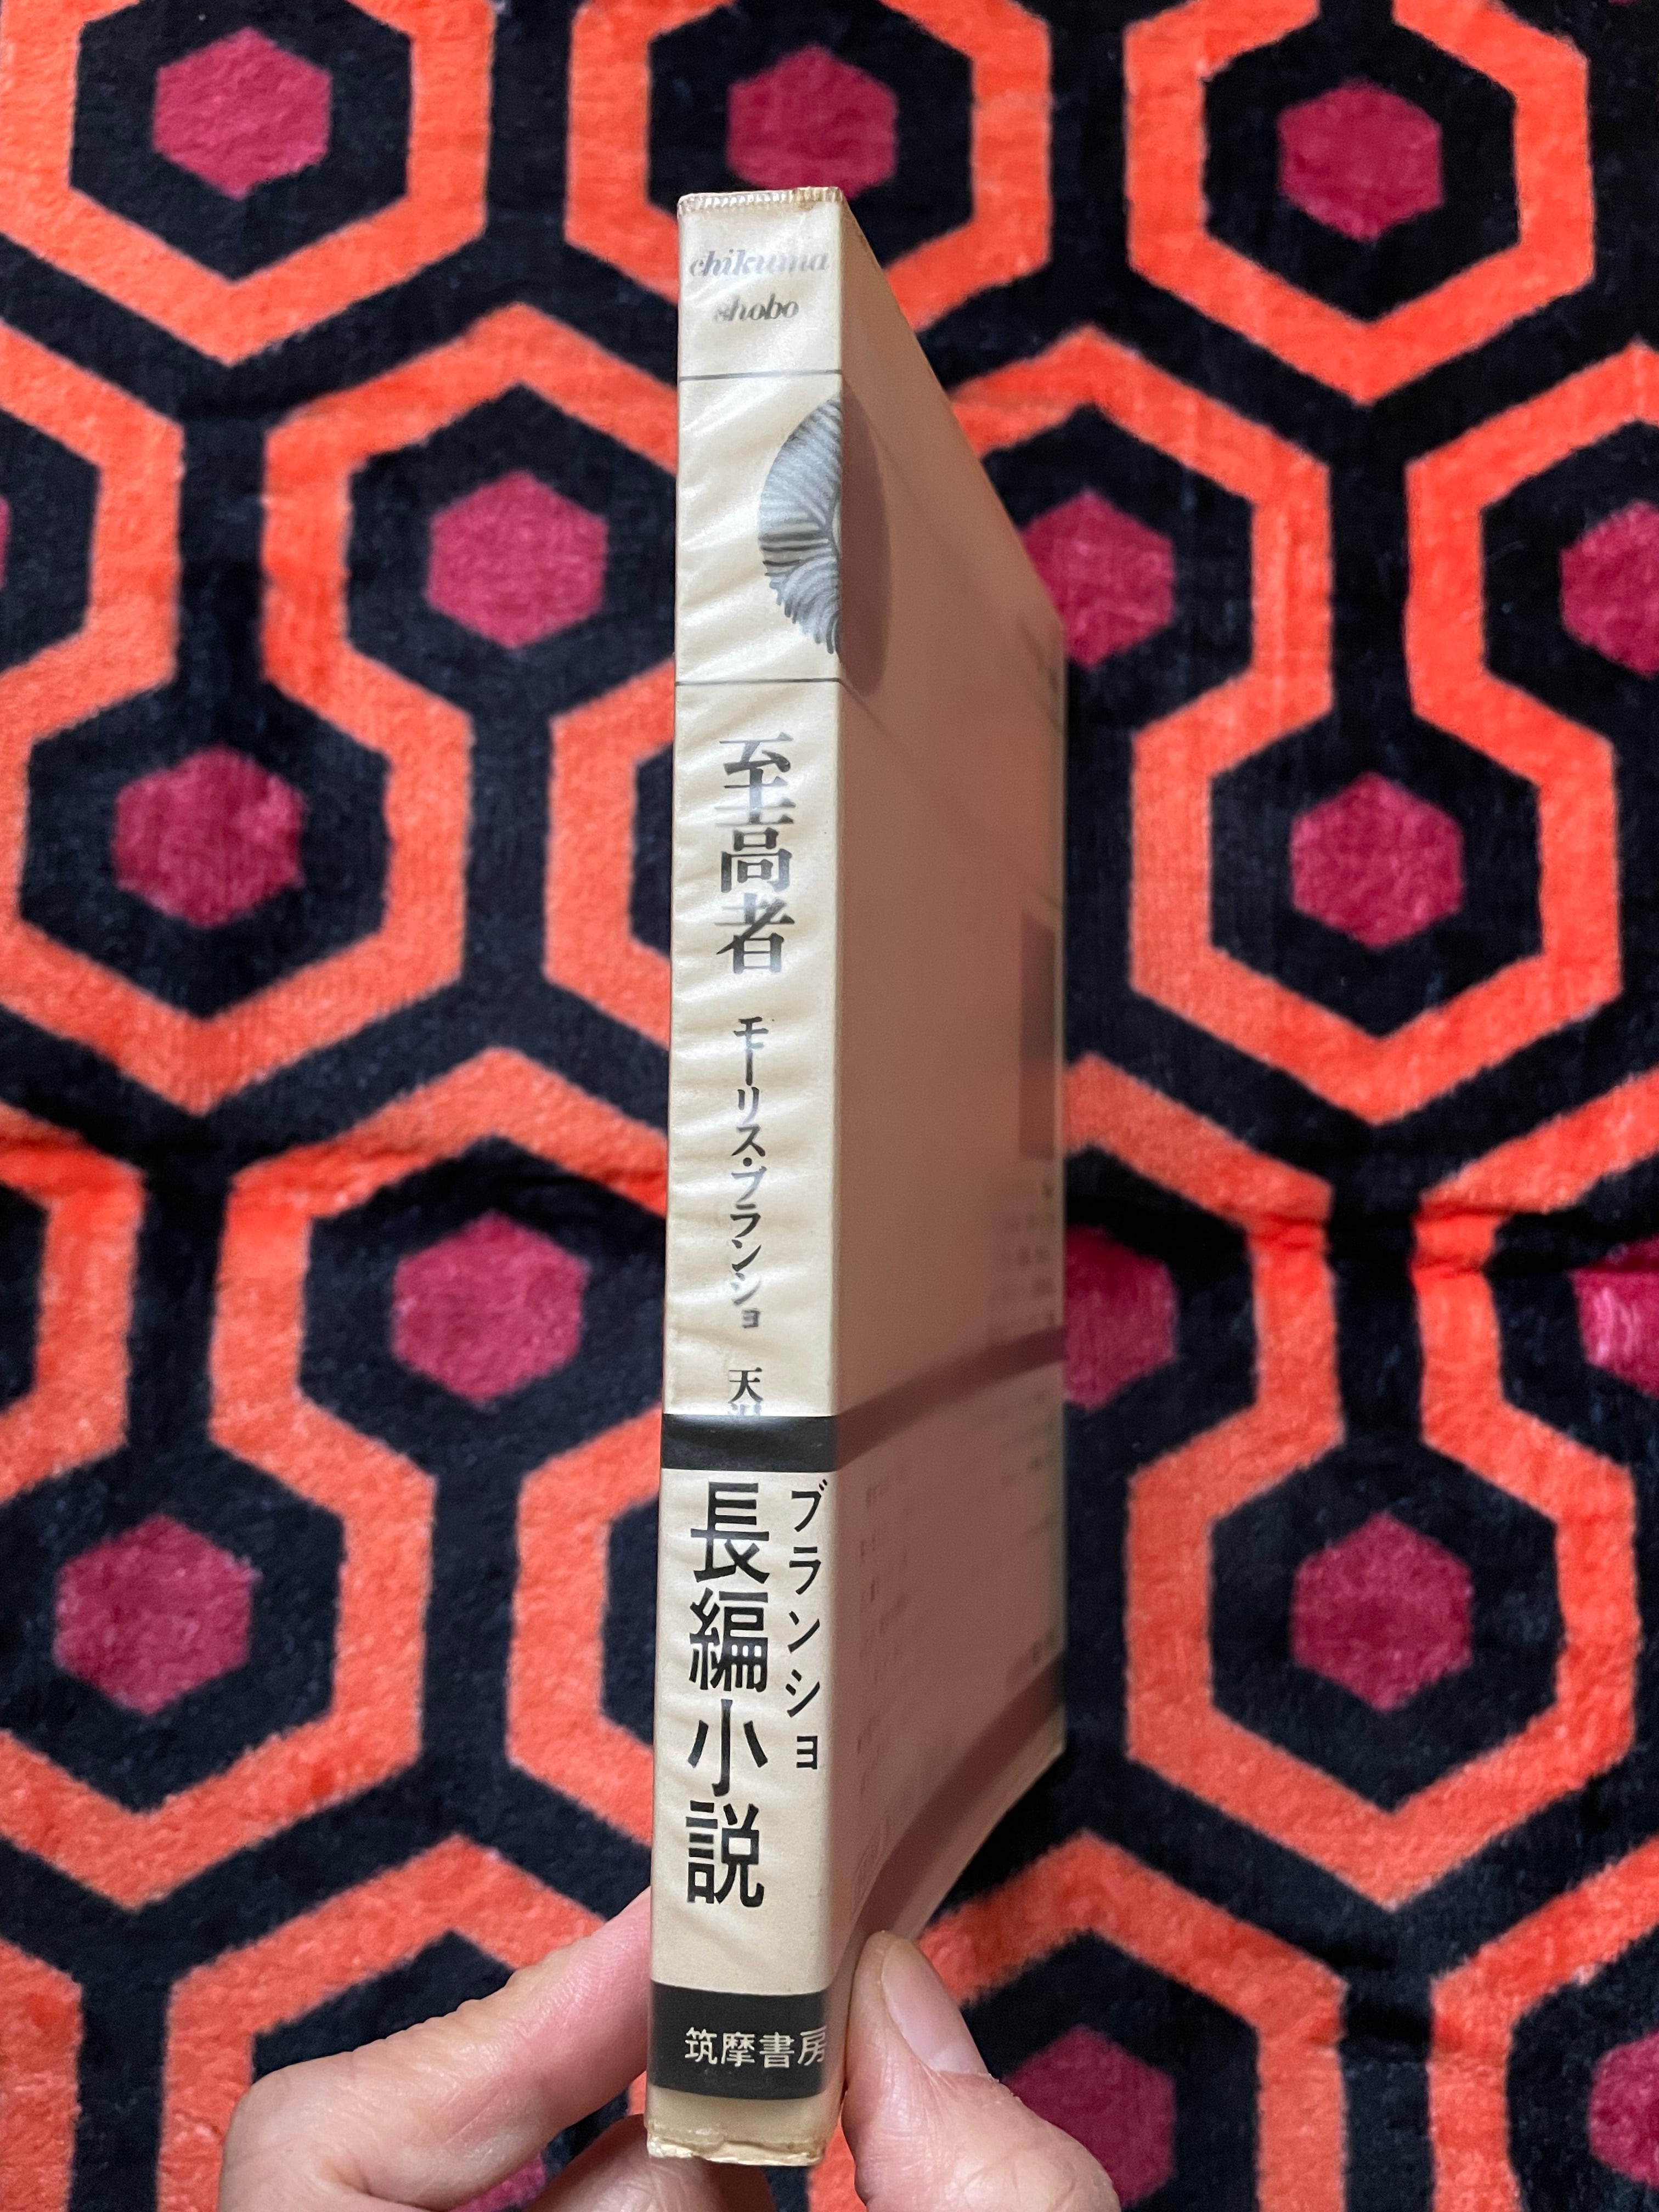 chikuma
shobo
至高者
モーリス・ブランショ
天
ブランショ
長編小説
筑摩書房